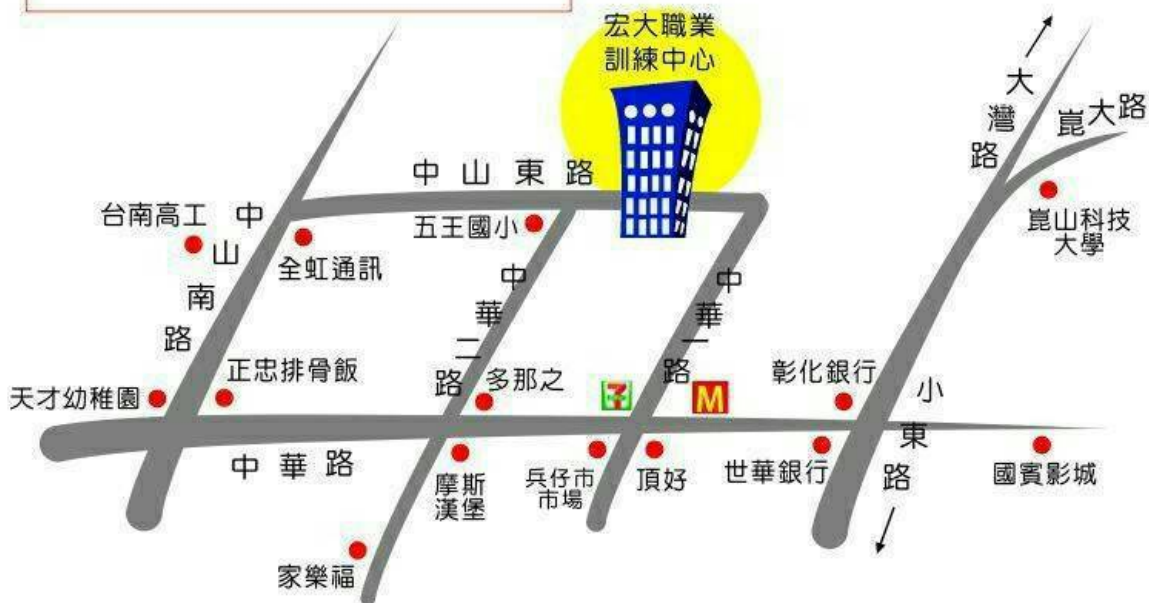 宏大職業
訓練中心
大灣路
崑大路
中山東路
台南高工
中山南路
全虹通訊
五王國小
崑山科技
大學
中華二路
中華一路
天才幼稚園
正忠排骨飯
多那之
7
M
彰化銀行
小東路
中華路
摩斯
漢堡
兵仔市
市場
頂好
世華銀行
國賓影城
家樂福